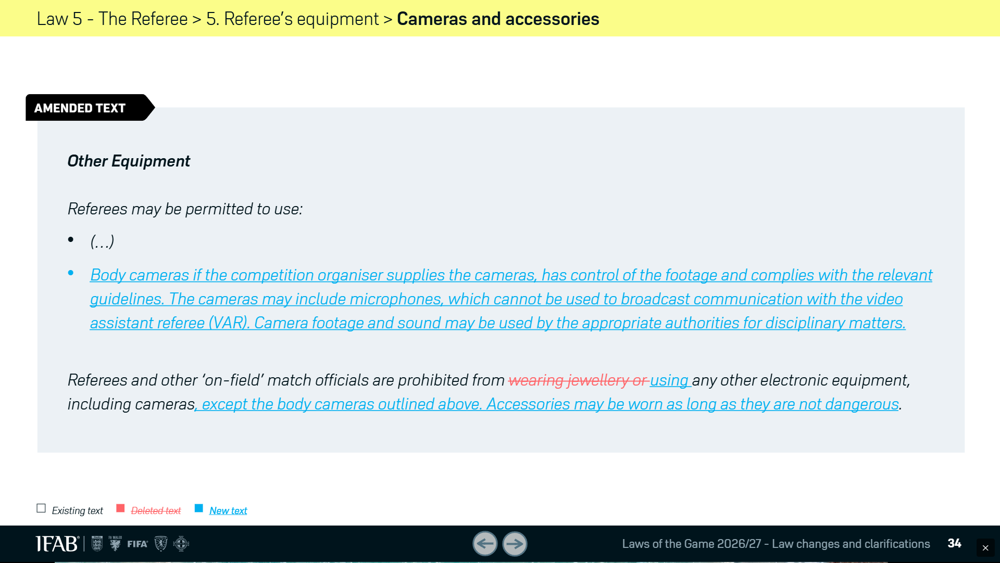 Law 5 - The Referee > 5. Referee's equipment > Cameras and accessories
AMENDED TEXT
Other Equipment
Referees may be permitted to use:
• (…)
• Body cameras if the competition organiser supplies the cameras, has control of the footage and complies with the relevant
guidelines. The cameras may include microphones, which cannot be used to broadcast communication with the video
assistant referee (VAR). Camera footage and sound may be used by the appropriate authorities for disciplinary matters.
Referees and other ‘on-field’ match officials are prohibited from wearing jewellery or using any other electronic equipment,
including cameras, except the body cameras outlined above. Accessories may be worn as long as they are not dangerous.
Existing text Deleted text New text
IFAB FA WALES FIFA Laws of the Game 2026/27 - Law changes and clarifications 34